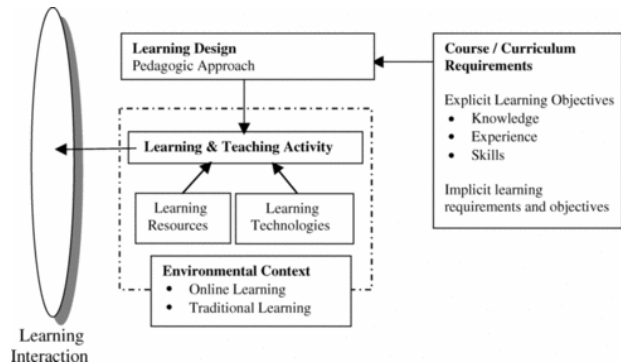 Learning Design
Pedagogic Approach
Course / Curriculum
Requirements
Explicit Learning Objectives
• Knowledge
• Experience
• Skills
Implicit learning
requirements and objectives
Learning & Teaching Activity
Learning
Resources
Learning
Technologies
Environmental Context
• Online Learning
• Traditional Learning
Learning
Interaction